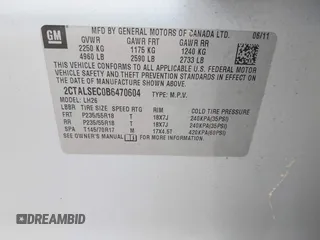 GM
MFD BY GENERAL MOTORS OF CANADA LTD. 06/11
GVWR GAWR FRT GAWR RR
2250 KG 1175 KG 1240 KG
4960 LB 2590 LB 2733 LB
THIS VEHICLE CONFORMS TO ALL APPLICABLE U.S. FEDERAL
MOTOR VEHICLE SAFETY AND THEFT PREVENTION STANDARDS
IN EFFECT ON THE DATE OF MANUFACTURE SHOWN ABOVE.
2CTALSEC0B6470604 TYPE: M.P.V.
LLBR LH26
TIRE SIZE SPEED RTG RIM COLD TIRE PRESSURE
FRT P235/55R18 T 18X7J 240KPA(35PSI)
RR P235/55R18 T 18X7J 240KPA(35PSI)
SPA T145/70R17 M 17X4.5T 420KPA(60PSI)
SEE OWNER'S MANUAL FOR MORE INFORMATION.
DREAMBID